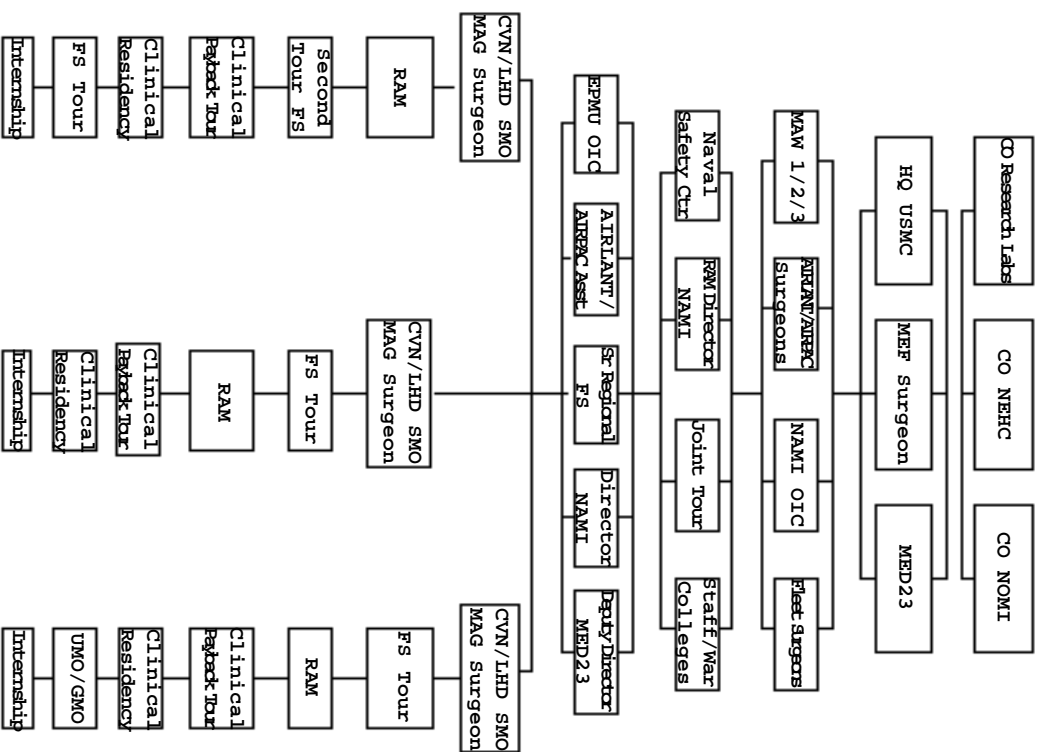 CO Research Labs
CO NEHC
CO NOMI
HQ USMC
MEF Surgeon
MED23
MAW 1/2/3
AIRLANT/AIRPAC
Surgeons
NAMI OIC
Fleet Surgeons
Naval
Safety Ctr
RAM Director
NAMI
Joint Tour
Staff/War
Colleges
EPMU OIC
AIRLANT/
AIRPAC Asst
Sr Regional
FS
Director
NAMI
Deputy Director
MED23
CVN/LHD SMO
MAG Surgeon
RAM
Second
Tour FS
Clinical
Payback Tour
Clinical
Residency
FS Tour
Internship
CVN/LHD SMO
MAG Surgeon
FS Tour
RAM
Clinical
Payback Tour
Clinical
Residency
Internship
CVN/LHD SMO
MAG Surgeon
FS Tour
RAM
Clinical
Payback Tour
Clinical
Residency
UMO/GMO
Internship